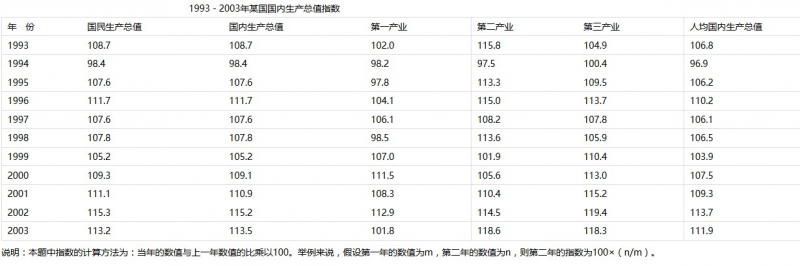 1993 - 2003年某国国内生产总值指数
年 份 国民生产总值 国内生产总值 第一产业 第二产业 第三产业 人均国内生产总值
1993 108.7 108.7 102.0 115.8 104.9 106.8
1994 98.4 98.4 98.2 97.5 100.4 96.9
1995 107.6 107.6 97.8 113.3 109.5 106.2
1996 111.7 111.7 104.1 115.0 113.7 110.2
1997 107.6 107.6 106.1 108.2 107.8 106.1
1998 107.8 107.8 98.5 113.6 105.9 106.5
1999 105.2 105.2 107.0 101.9 110.4 103.9
2000 109.3 109.1 111.5 105.6 113.0 107.5
2001 111.1 110.9 108.3 110.4 115.2 109.3
2002 115.3 115.2 112.9 114.5 119.4 113.7
2003 113.2 113.5 101.8 118.6 118.3 111.9
说明：本题中指数的计算方法为：当年的数值与上一年数值的比乘以100。举例来说，假设第一年的数值为m，第二年的数值为n，则第二年的指数为100×（n/m）。